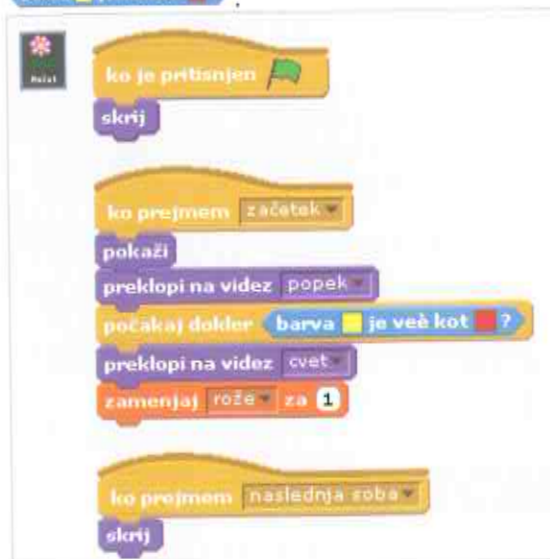 ko je pritisnjen
skrij
ko prejmem začetek
pokaži
preklopi na videz popek
počakaj dokler barva je veè kot ?
preklopi na videz cvet
zamenjaj rože za 1
ko prejmem naslednja soba
skrij